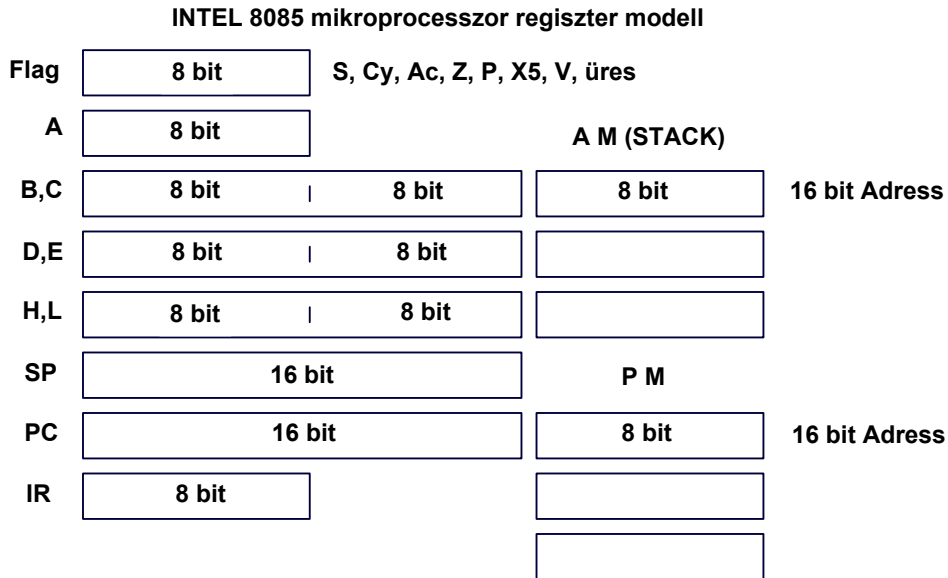 INTEL 8085 mikroprocesszor regiszter modell
Flag 8 bit S, Cy, Ac, Z, P, X5, V, üres
A 8 bit A M (STACK)
B,C 8 bit 8 bit 8 bit 16 bit Adress
D,E 8 bit 8 bit
H,L 8 bit 8 bit
SP 16 bit P M
PC 16 bit 8 bit 16 bit Adress
IR 8 bit